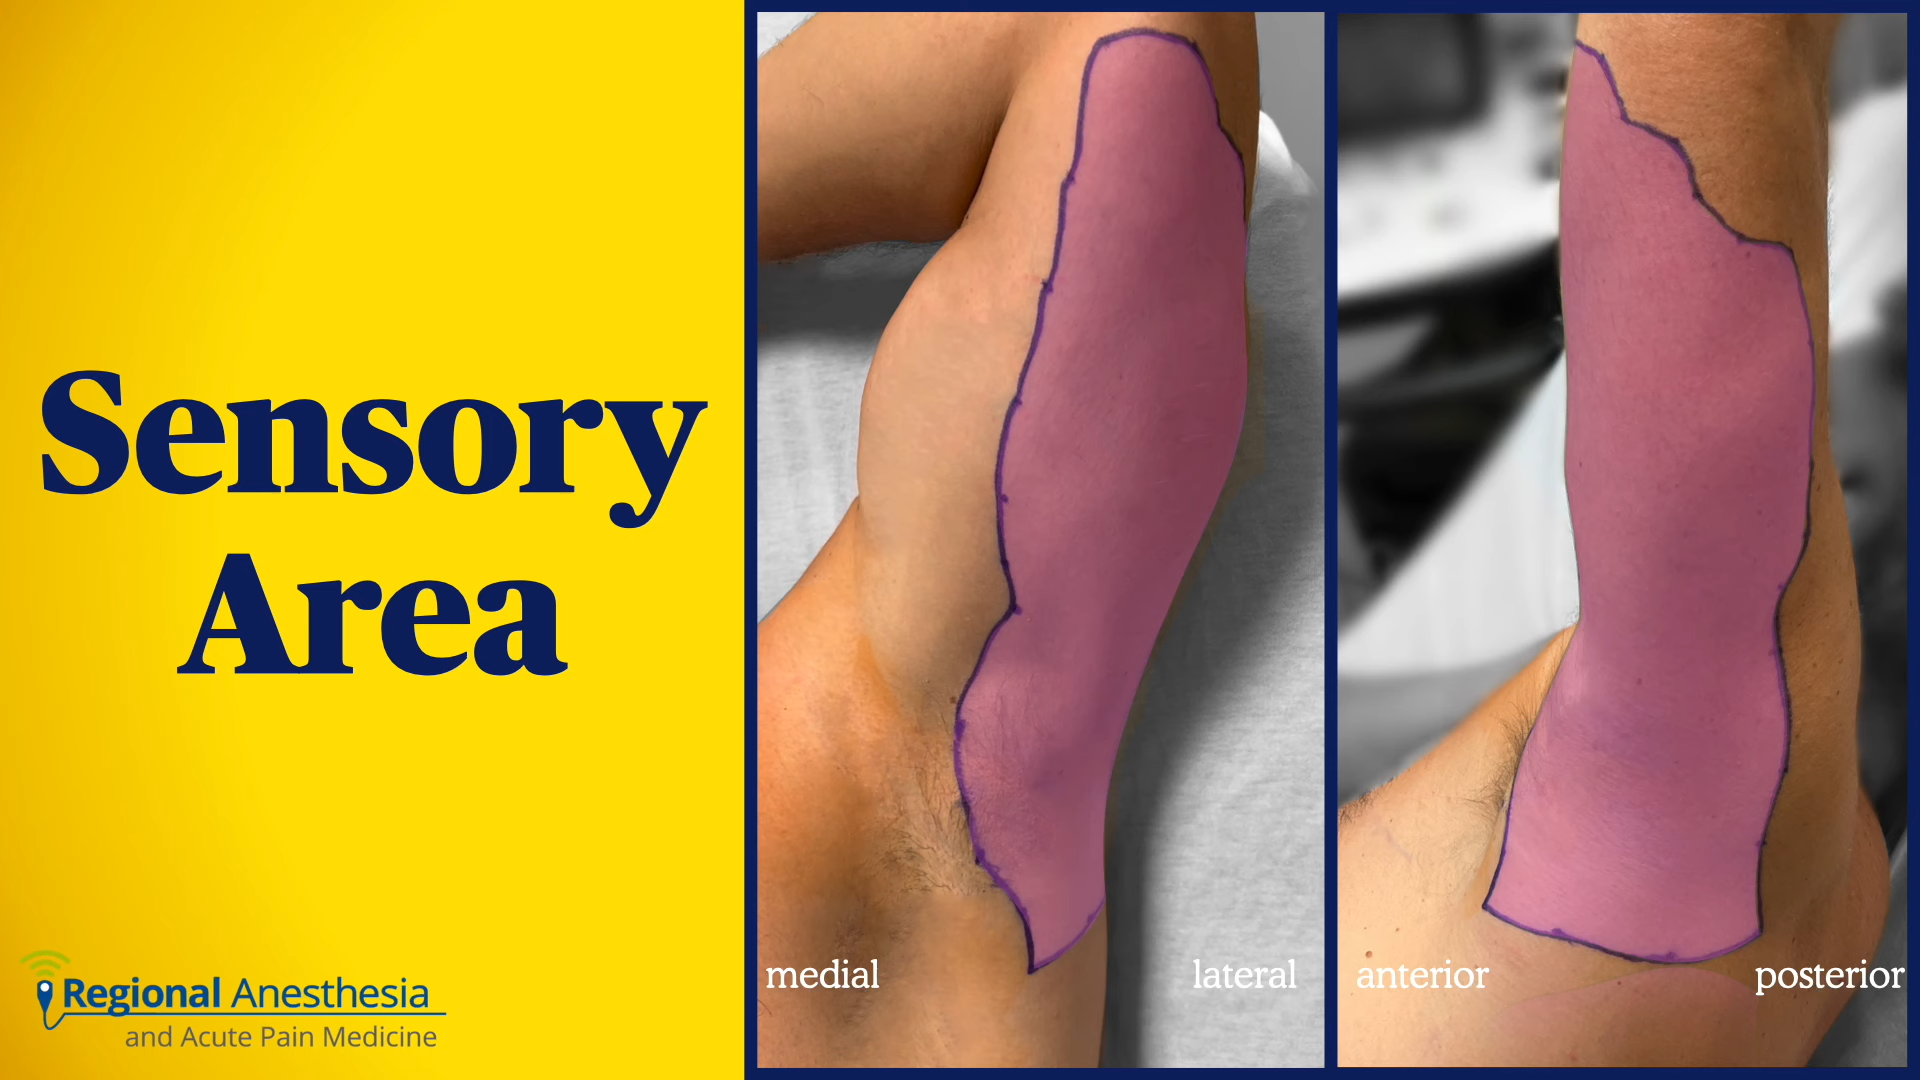 Sensory
Area
Regional Anesthesia
and Acute Pain Medicine
medial
lateral
anterior
posterior